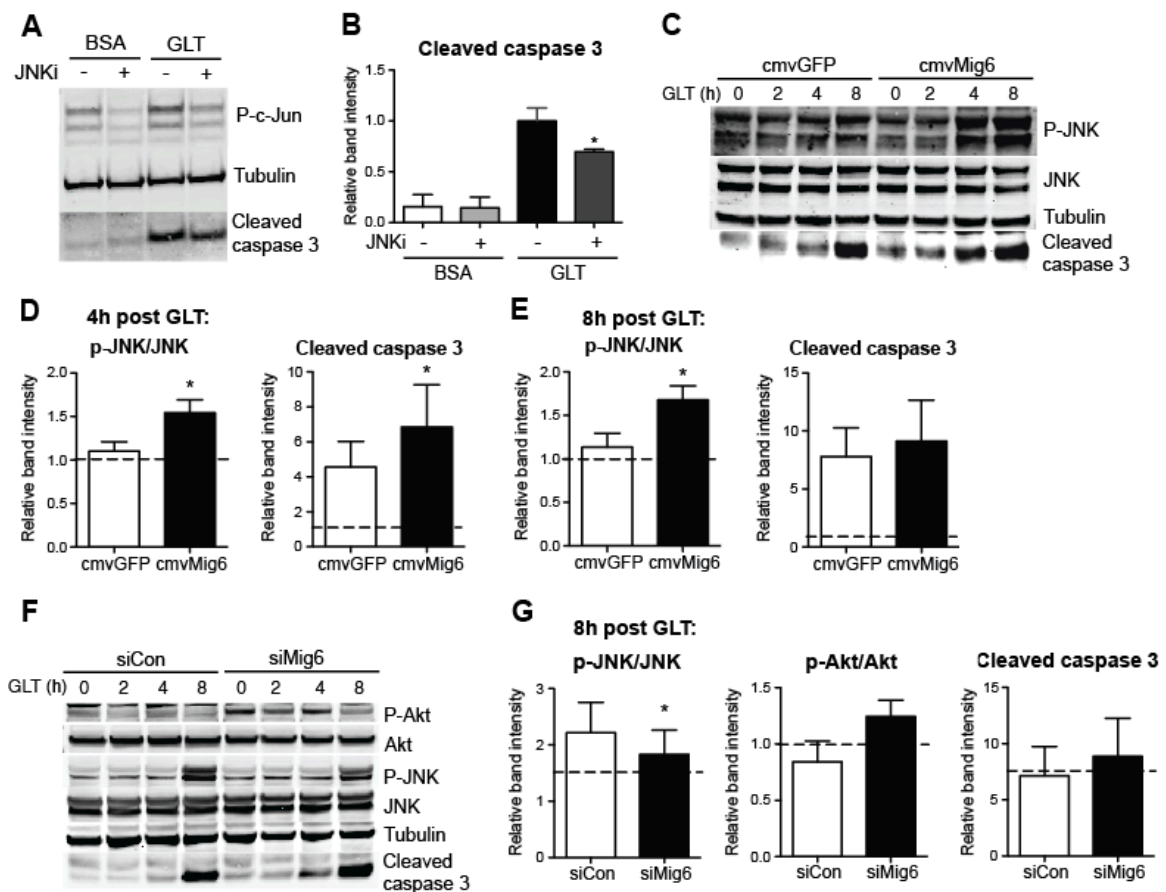 A
BSA GLT
JNKi - + - +
P-c-Jun
Tubulin
Cleaved
caspase 3
B
Cleaved caspase 3
Relative band intensity
1.5
1.0
0.5
0.0
JNKi - + - +
BSA GLT
*
C
cmvGFP cmvMig6
GLT (h) 0 2 4 8 0 2 4 8
P-JNK
JNK
Tubulin
Cleaved
caspase 3
D
4h post GLT:
p-JNK/JNK
Relative band intensity
2.0
1.5
1.0
0.5
0.0
*
cmvGFP cmvMig6
Cleaved caspase 3
Relative band intensity
10
8
6
4
2
0
*
cmvGFP cmvMig6
E
8h post GLT:
p-JNK/JNK
Relative band intensity
2.0
1.5
1.0
0.5
0.0
*
cmvGFP cmvMig6
Cleaved caspase 3
Relative band intensity
15
10
5
0
cmvGFP cmvMig6
F
siCon siMig6
GLT (h) 0 2 4 8 0 2 4 8
P-Akt
Akt
P-JNK
JNK
Tubulin
Cleaved
caspase 3
G
8h post GLT:
p-JNK/JNK
Relative band intensity
3
2
1
0
*
siCon siMig6
p-Akt/Akt
Relative band intensity
1.5
1.0
0.5
0.0
siCon siMig6
Cleaved caspase 3
Relative band intensity
15
10
5
0
siCon siMig6